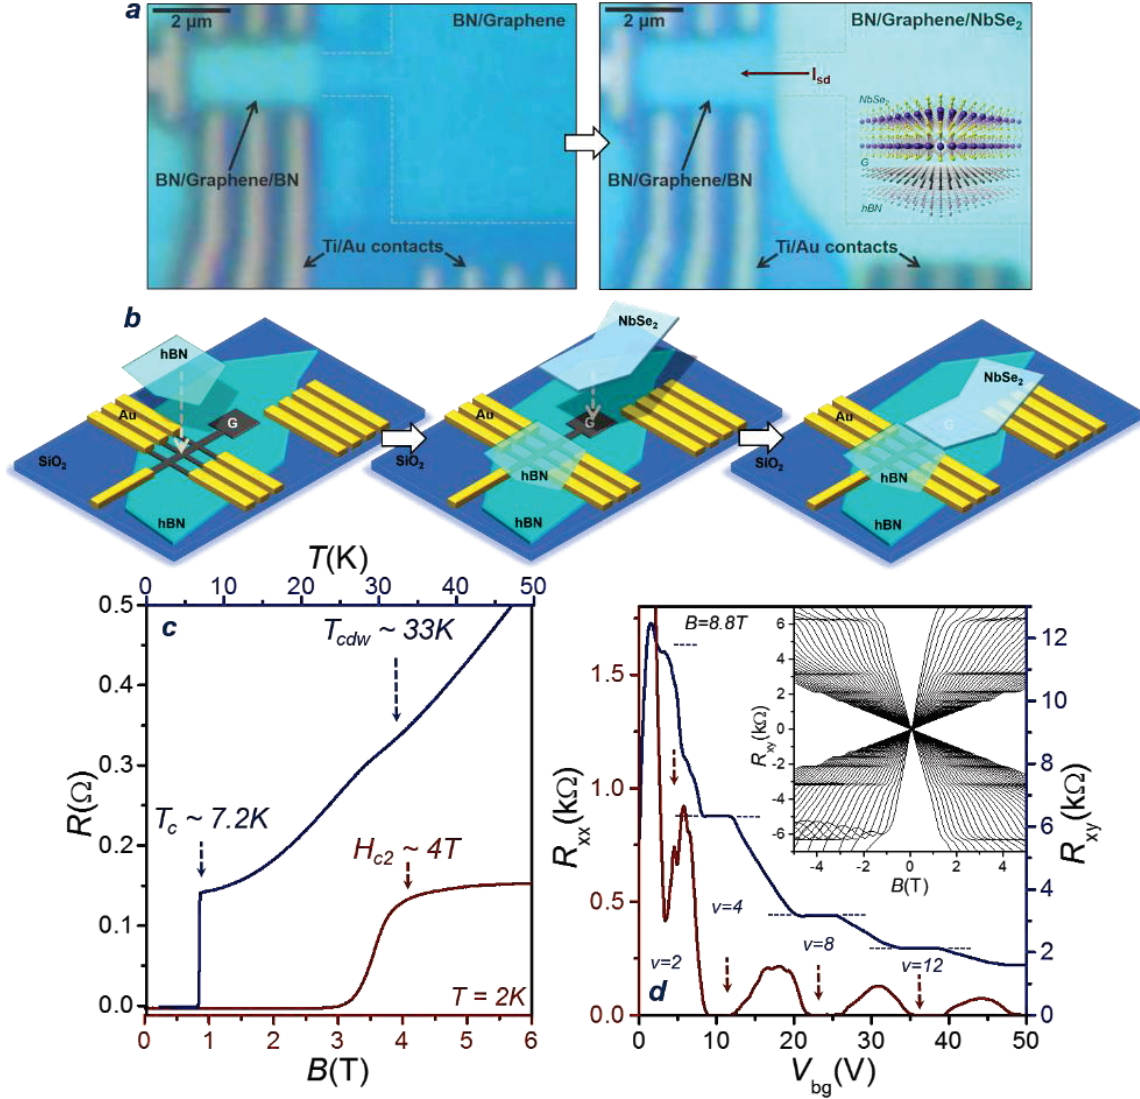 a
2 μm
BN/Graphene
BN/Graphene/BN
Ti/Au contacts
2 μm
BN/Graphene/NbSe2
Isd
NbSe2
G
hBN
BN/Graphene/BN
Ti/Au contacts
b
hBN
Au
G
SiO2
hBN
NbSe2
Au
G
SiO2
hBN
hBN
NbSe2
Au
G
SiO2
hBN
hBN
T(K)
0 10 20 30 40 50
c
Tcdw ~ 33K
Tc ~ 7.2K
Hc2 ~ 4T
T = 2K
R(Ω)
0.5
0.4
0.3
0.2
0.1
0.0
0 1 2 3 4 5 6
B(T)
B=8.8T
Rxx(kΩ)
1.5
1.0
0.5
0.0
ν=4
ν=2
ν=8
ν=12
d
0 10 20 30 40 50
Vbg(V)
Rxy(kΩ)
12
10
8
6
4
2
0
Rxy(kΩ)
6
4
2
0
-2
-4
-6
-4 -2 0 2 4
B(T)